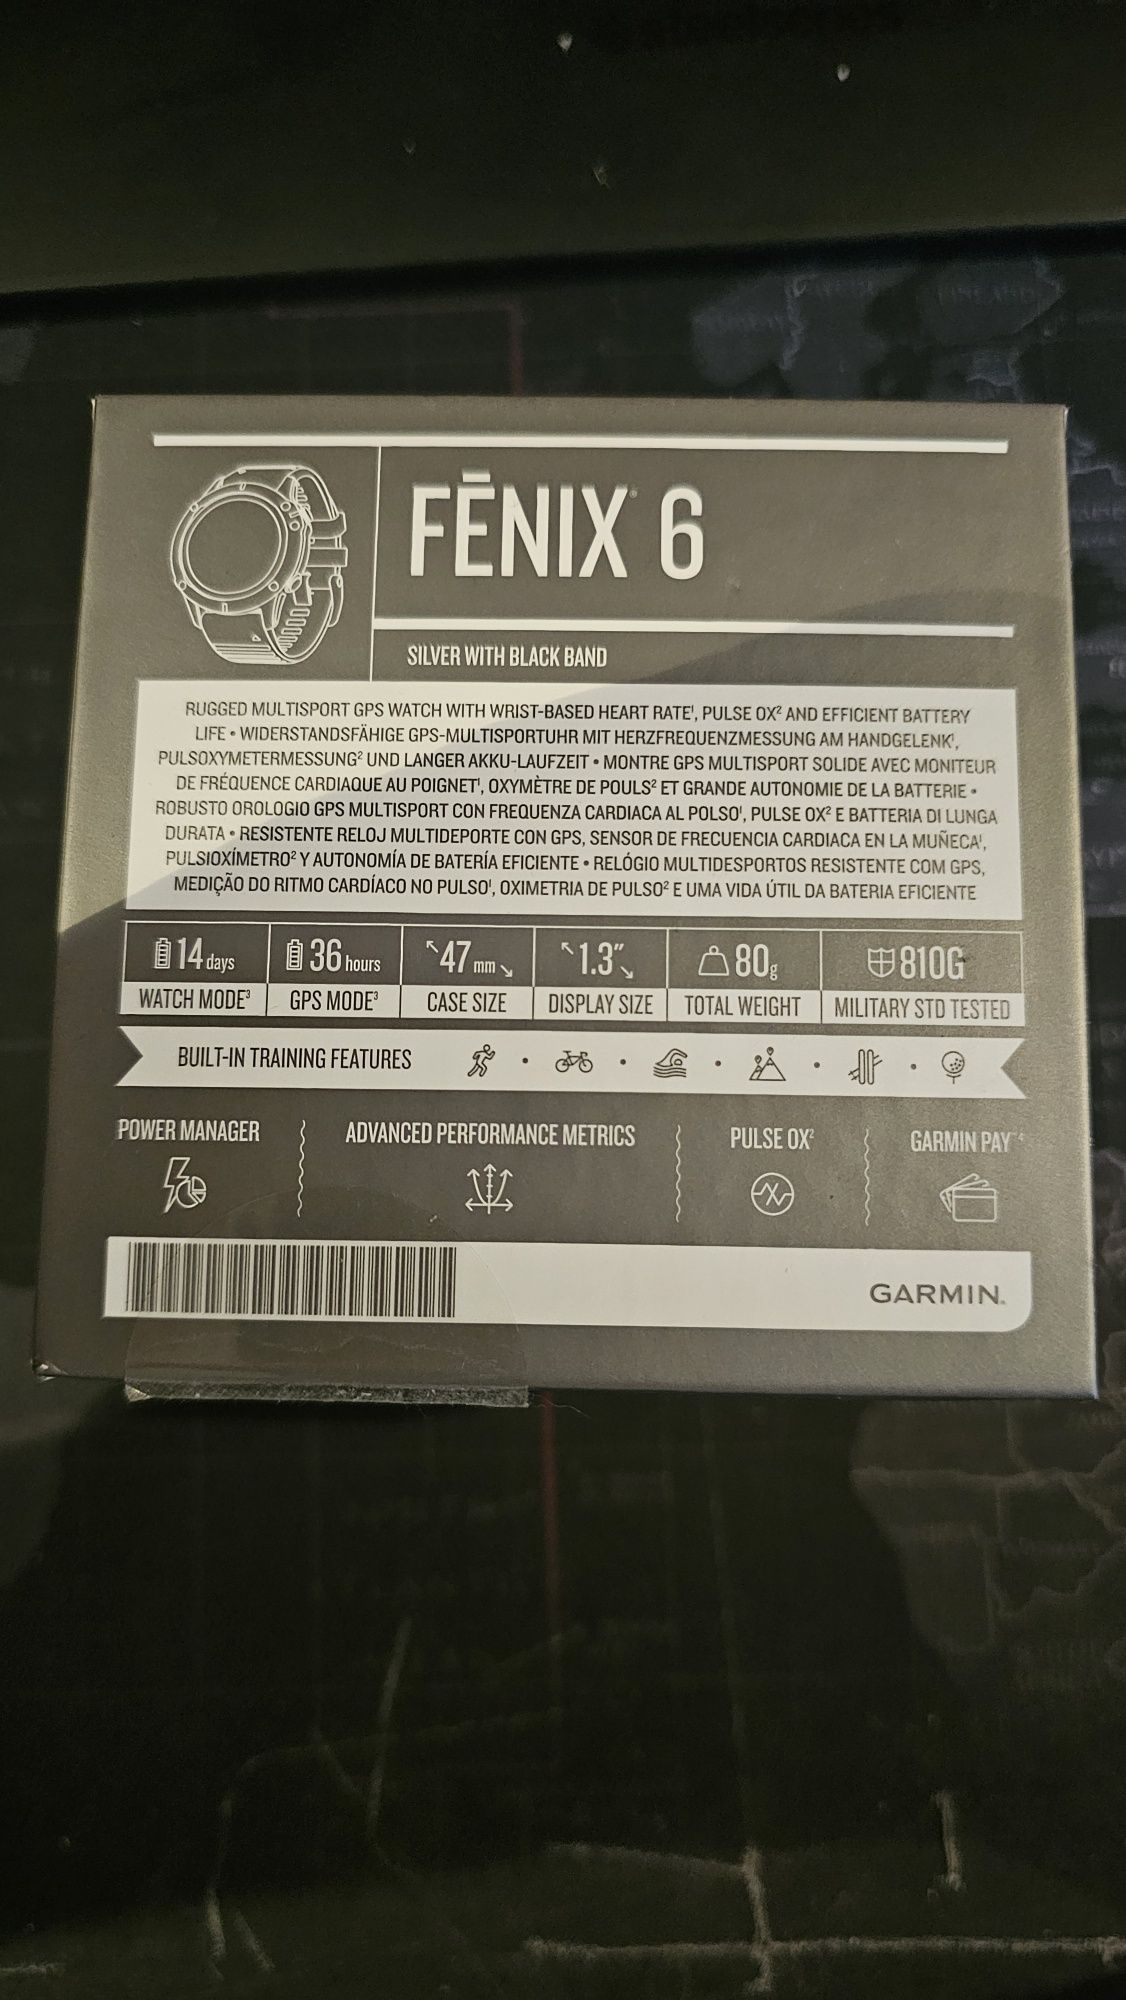 FĒNIX® 6
SILVER WITH BLACK BAND
RUGGED MULTISPORT GPS WATCH WITH WRIST-BASED HEART RATE¹, PULSE OX² AND EFFICIENT BATTERY
LIFE • WIDERSTANDSFÄHIGE GPS-MULTISPORTUHR MIT HERZFREQUENZMESSUNG AM HANDGELENK¹,
PULSOXYMETERMESSUNG² UND LANGER AKKU-LAUFZEIT • MONTRE GPS MULTISPORT SOLIDE AVEC MONITEUR
DE FRÉQUENCE CARDIAQUE AU POIGNET¹, OXYMÈTRE DE POULS² ET GRANDE AUTONOMIE DE LA BATTERIE •
ROBUSTO OROLOGIO GPS MULTISPORT CON FREQUENZA CARDIACA AL POLSO¹, PULSE OX² E BATTERIA DI LUNGA
DURATA • RESISTENTE RELOJ MULTIDEPORTE CON GPS, SENSOR DE FRECUENCIA CARDIACA EN LA MUÑECA¹,
PULSIOXÍMETRO² Y AUTONOMÍA DE BATERÍA EFICIENTE • RELÓGIO MULTIDESPORTOS RESISTENTE COM GPS,
MEDIÇÃO DO RITMO CARDÍACO NO PULSO¹, OXIMETRIA DE PULSO² E UMA VIDA ÚTIL DA BATERIA EFICIENTE
14 days 36 hours 47 mm 1.3" 80g 810G
WATCH MODE³ GPS MODE³ CASE SIZE DISPLAY SIZE TOTAL WEIGHT MILITARY STD TESTED
BUILT-IN TRAINING FEATURES
POWER MANAGER ADVANCED PERFORMANCE METRICS PULSE OX² GARMIN PAY™⁴
GARMIN.